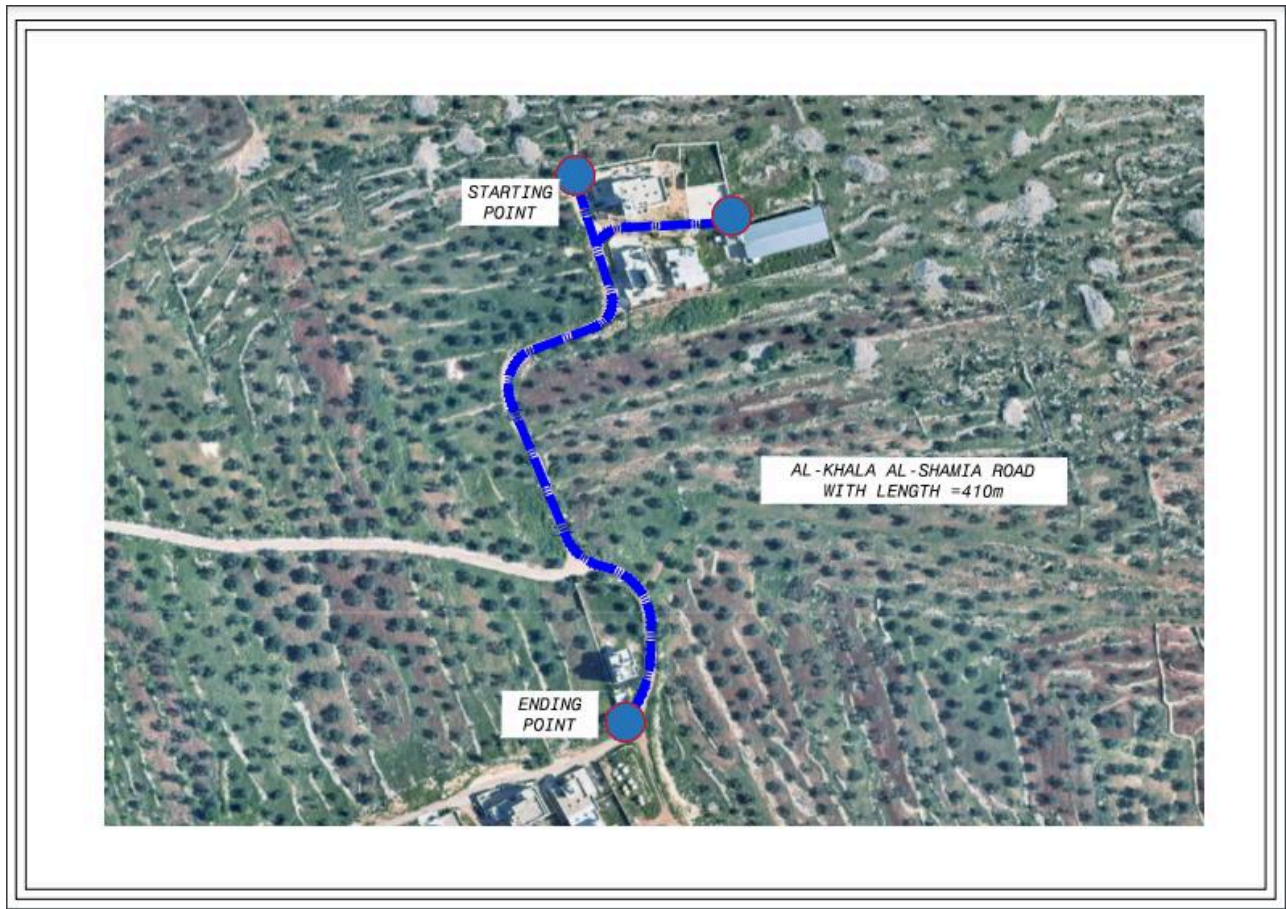 STARTING
POINT
AL-KHALA AL-SHAMIA ROAD
WITH LENGTH =410m
ENDING
POINT